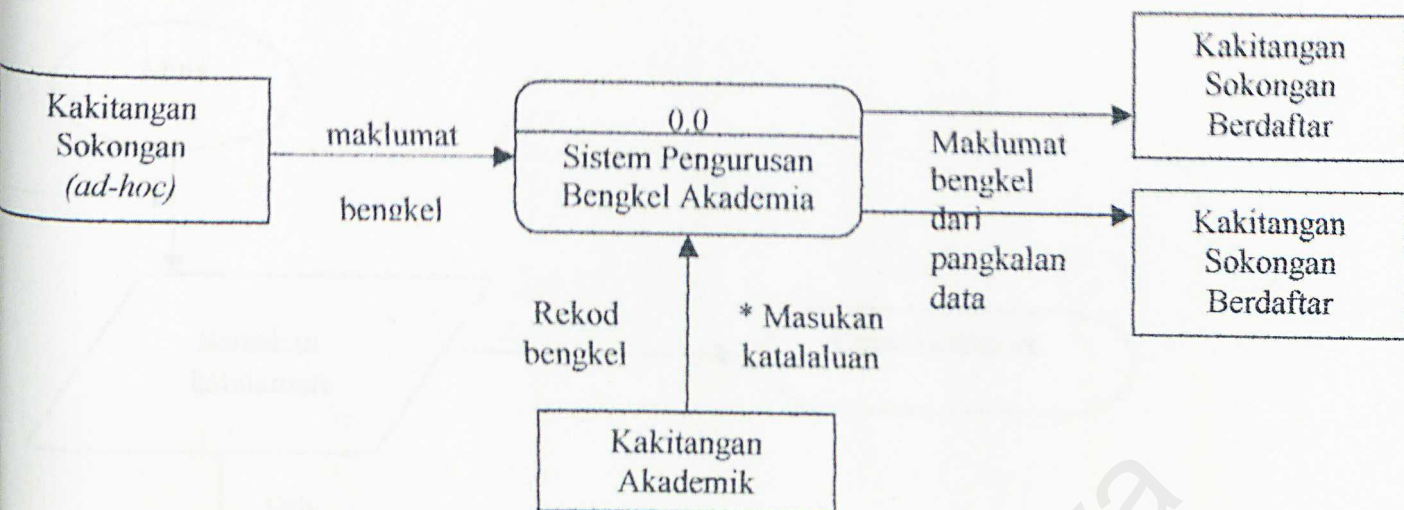 Kakitangan
Sokongan
(ad-hoc)
maklumat
bengkel
0.0
Sistem Pengurusan
Bengkel Akademia
Maklumat
bengkel
dari
pangkalan
data
Kakitangan
Sokongan
Berdaftar
Kakitangan
Sokongan
Berdaftar
Rekod
bengkel
* Masukan
katalaluan
Kakitangan
Akademik